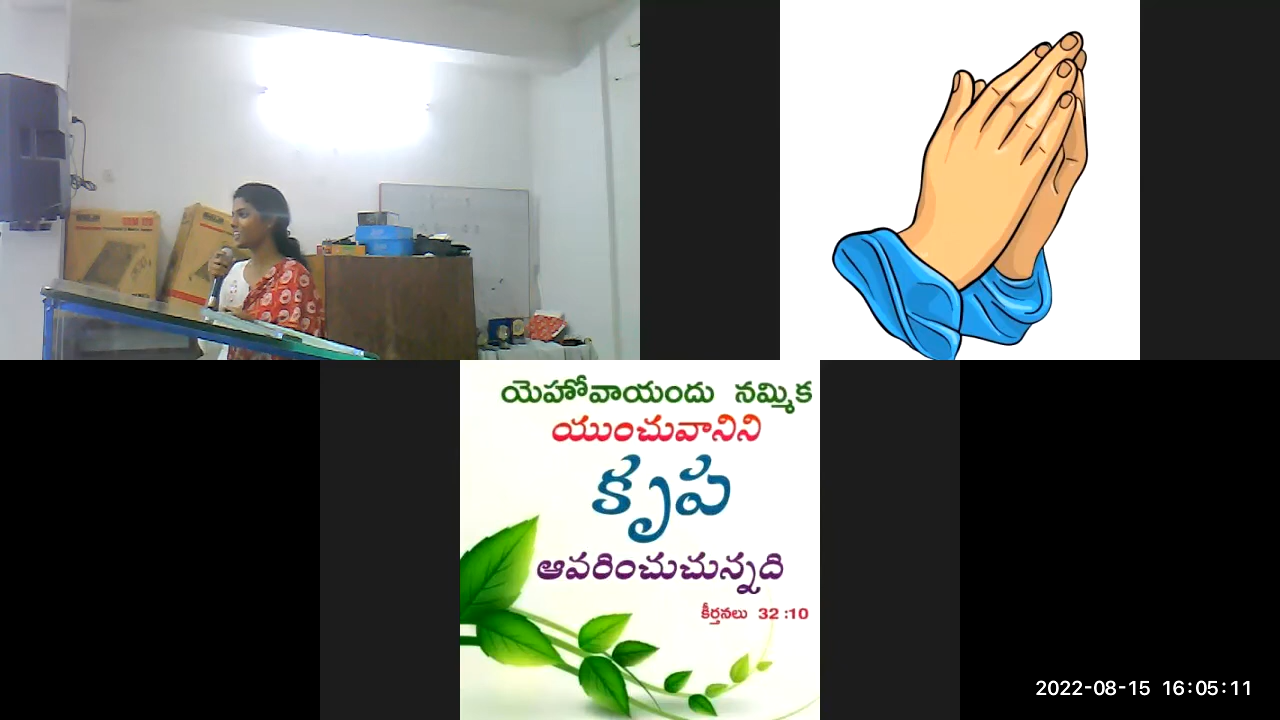 యెహోవాయందు నమ్మిక
యుంచువానిని
కృప
ఆవరించుచున్నది
కీర్తనలు 32 :10
2022-08-15 16:05:11